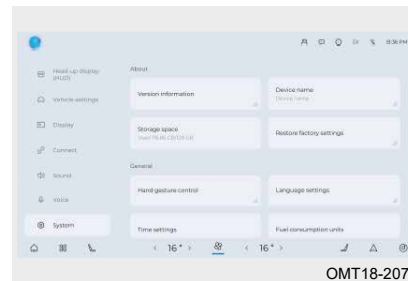 8:36 PM
Head-up display
(HUD)
Vehicle settings
Display
Connect
Sound
Voice
System
About
Version information
Device name
Device name
Storage space
Restore factory settings
General
Hand gesture control
Language settings
Time settings
Fuel consumption units
16°
16°
OMT18-207